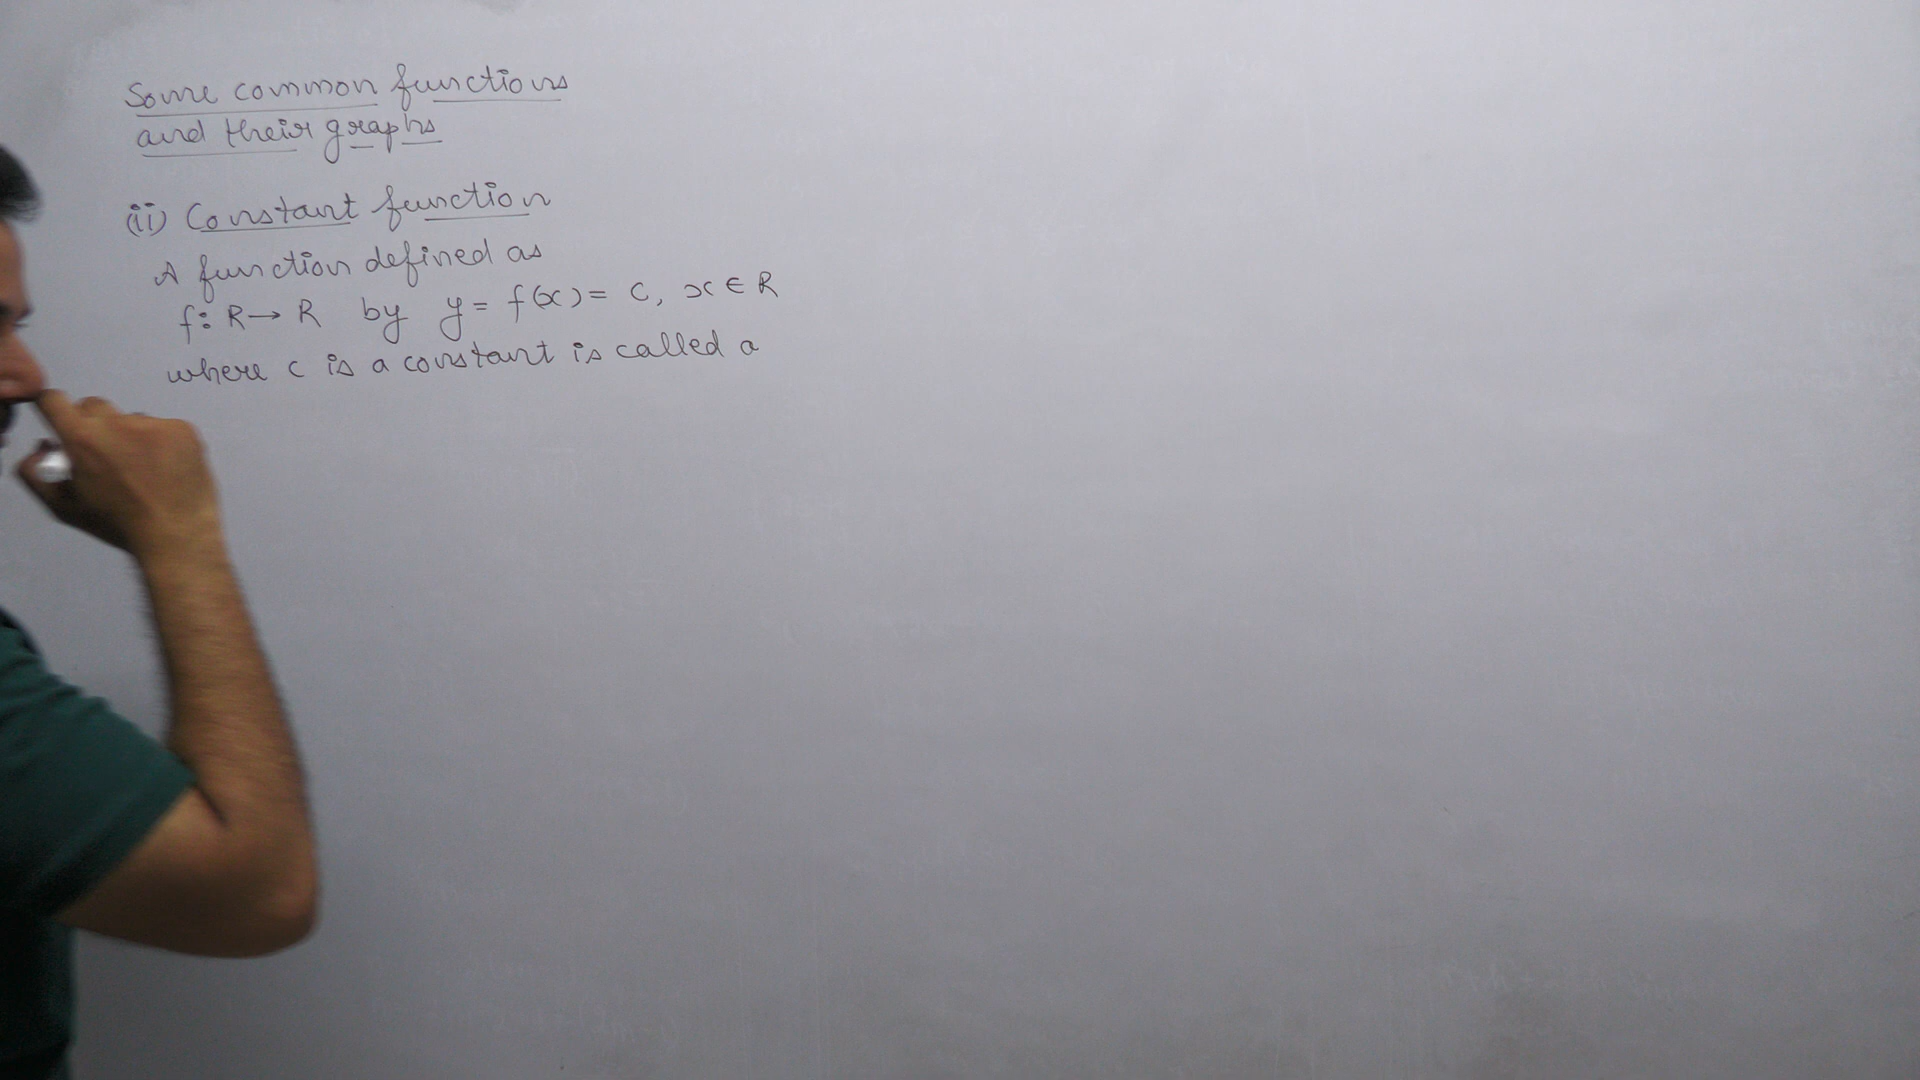 Some common functions
and their graphs
(ii) Constant function
A function defined as
f: R→ R by y = f(x) = c, x ∈ R
where c is a constant is called a